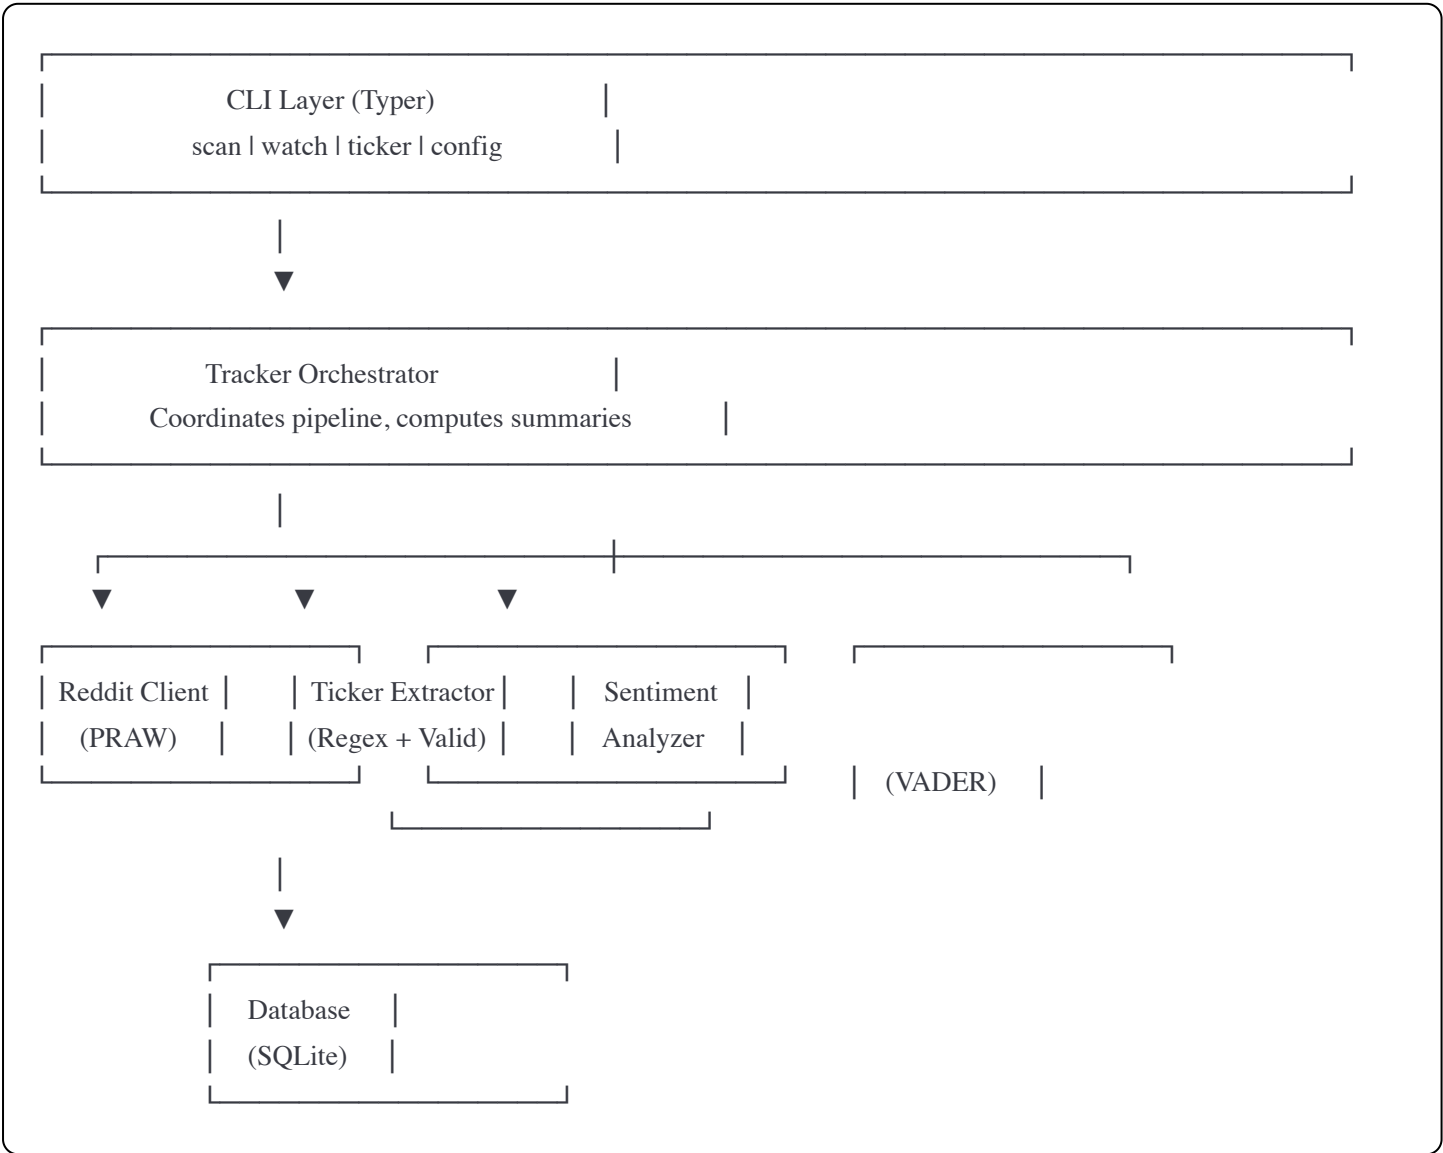 CLI Layer (Typer)
scan | watch | ticker | config
Tracker Orchestrator
Coordinates pipeline, computes summaries
Reddit Client | | Ticker Extractor | | Sentiment
(PRAW) | | (Regex + Valid) | | Analyzer
(VADER)
Database
(SQLite)